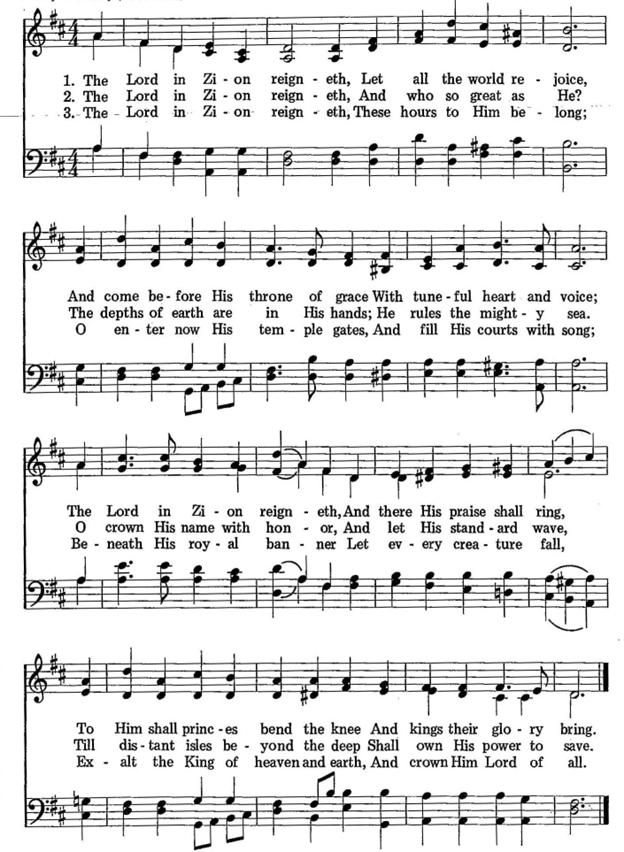 1. The Lord in Zi - on reign - eth, Let all the world re - joice,
2. The Lord in Zi - on reign - eth, And who so great as He?
3. The Lord in Zi - on reign - eth, These hours to Him be - long;
And come be - fore His throne of grace With tune - ful heart and voice;
The depths of earth are in His hands; He rules the might - y sea.
O en - ter now His tem - ple gates, And fill His courts with song;
The Lord in Zi - on reign - eth, And there His praise shall ring,
O crown His name with hon - or, And let His stand - ard wave,
Be - neath His roy - al ban - ner Let ev - ery crea - ture fall,
To Him shall princ - es bend the knee And kings their glo - ry bring.
Till dis - tant isles be - yond the deep Shall own His power to save.
Ex - alt the King of heaven and earth, And crown Him Lord of all.